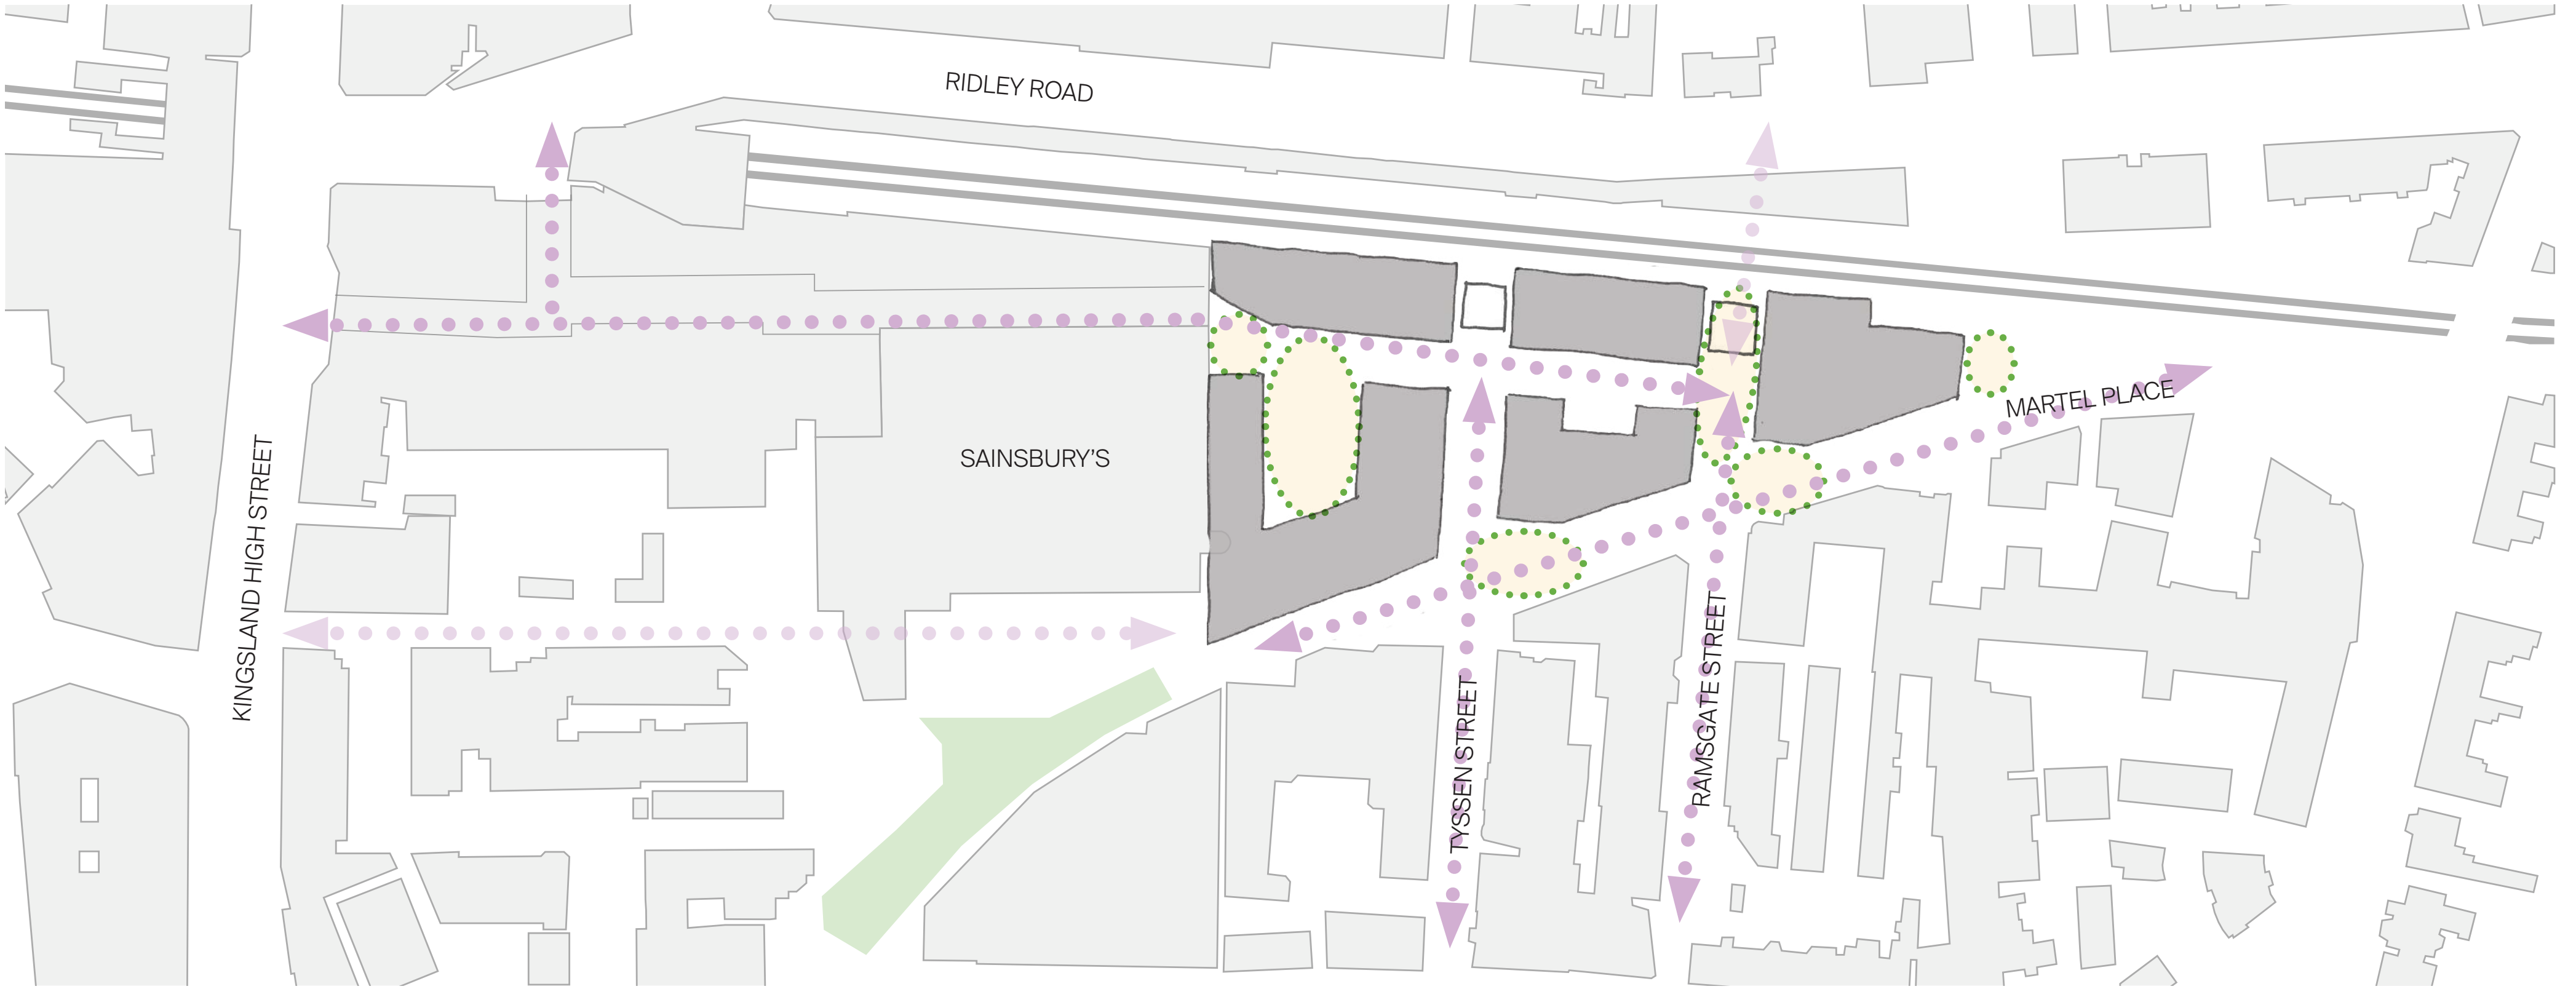 RIDLEY ROAD
MARTEL PLACE
SAINSBURY'S
KINGSLAND HIGH STREET
RAMSGATE STREET
TYSSEN STREET